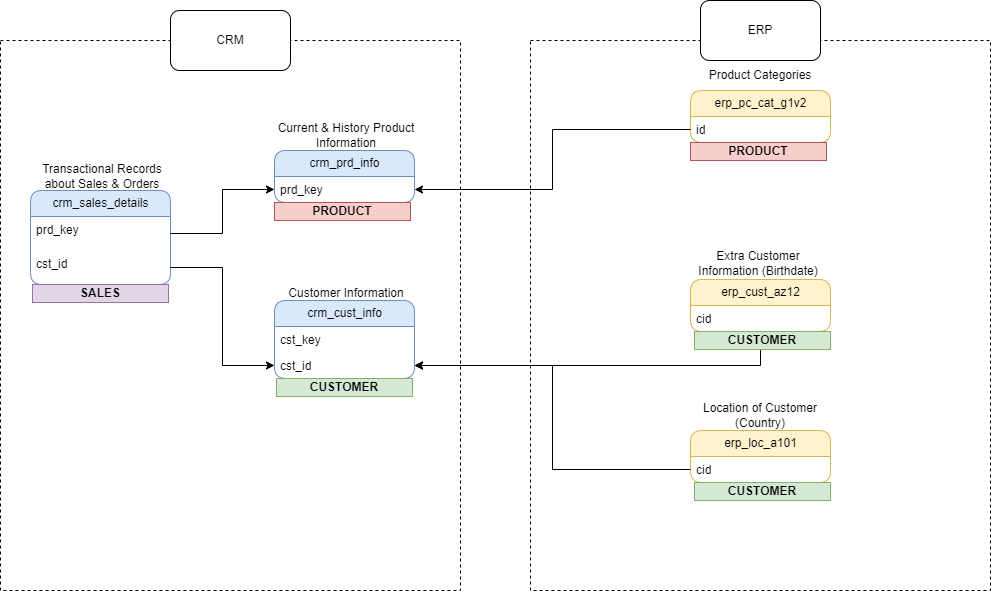 CRM
ERP
Product Categories
erp_pc_cat_g1v2
id
PRODUCT
Current & History Product
Information
crm_prd_info
prd_key
PRODUCT
Transactional Records
about Sales & Orders
crm_sales_details
prd_key
cst_id
SALES
Extra Customer
Information (Birthdate)
erp_cust_az12
cid
CUSTOMER
Customer Information
crm_cust_info
cst_key
cst_id
CUSTOMER
Location of Customer
(Country)
erp_loc_a101
cid
CUSTOMER